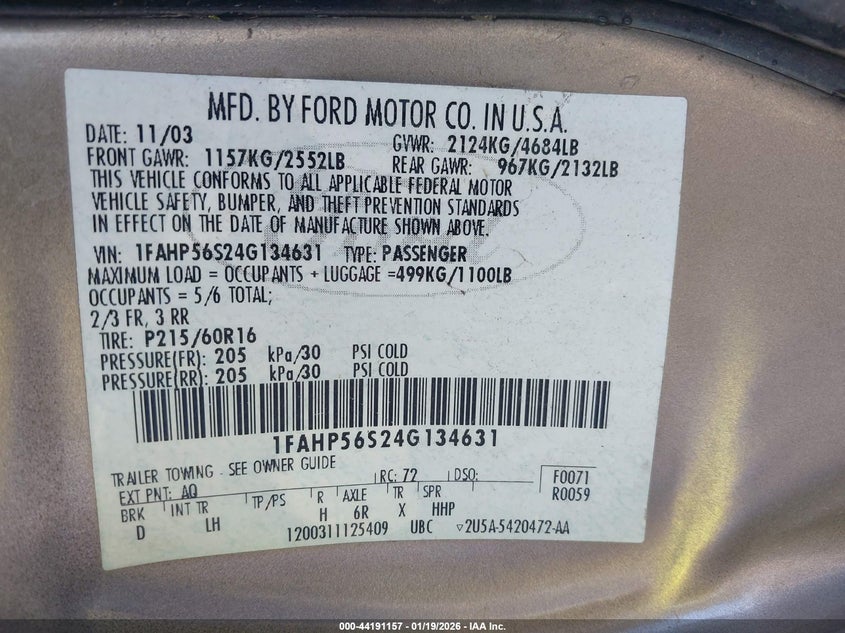 MFD. BY FORD MOTOR CO. IN U.S.A.
DATE: 11/03 GVWR: 2124KG/4684LB
FRONT GAWR: 1157KG/2552LB REAR GAWR: 967KG/2132LB
THIS VEHICLE CONFORMS TO ALL APPLICABLE FEDERAL MOTOR
VEHICLE SAFETY, BUMPER, AND THEFT PREVENTION STANDARDS
IN EFFECT ON THE DATE OF MANUFACTURE SHOWN ABOVE.
VIN: 1FAHP56S24G134631 TYPE: PASSENGER
MAXIMUM LOAD = OCCUPANTS + LUGGAGE =499KG/1100LB
OCCUPANTS = 5/6 TOTAL;
2/3 FR, 3 RR
TIRE: P215/60R16
PRESSURE(FR): 205 kPa/30 PSI COLD
PRESSURE(RR): 205 kPa/30 PSI COLD
1FAHP56S24G134631
TRAILER TOWING - SEE OWNER GUIDE
EXT PNT: AQ RC: 72 DSO: F0071
R0059
BRK INT TR TP/PS R AXLE TR SPR
D LH H 6R X HHP
1200311125409 UBC ▽2U5A-5420472-AA
000-44191157 - 01/19/2026 - IAA Inc.